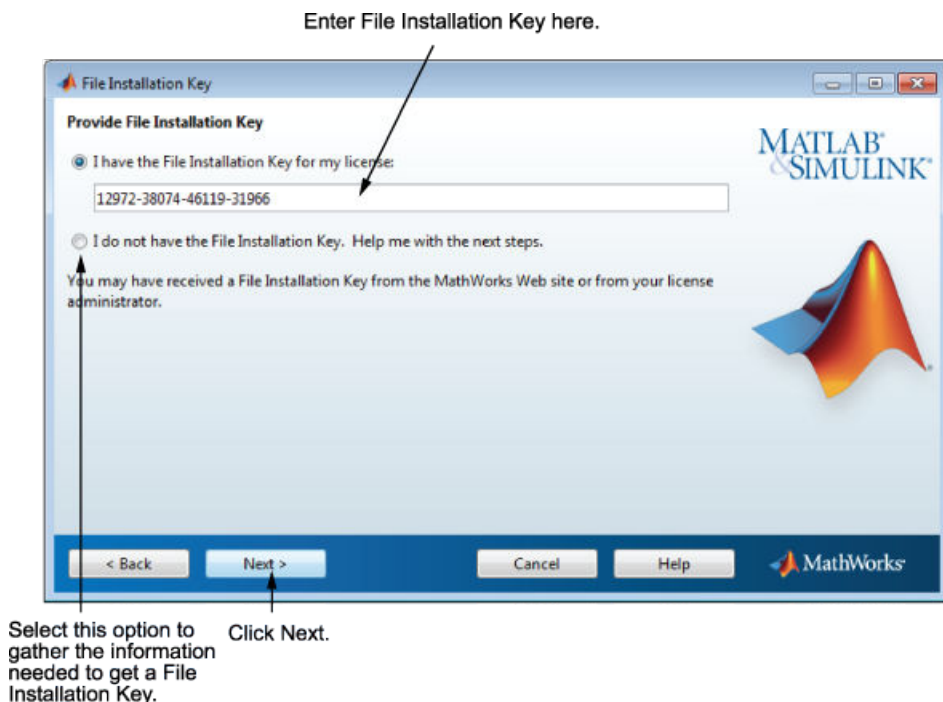 Enter File Installation Key here.
File Installation Key
Provide File Installation Key
MATLAB®
&SIMULINK®
I have the File Installation Key for my license:
12972-38074-46119-31966
I do not have the File Installation Key. Help me with the next steps.
You may have received a File Installation Key from the MathWorks Web site or from your license
administrator.
< Back
Next >
Cancel
Help
MathWorks®
Select this option to
gather the information
needed to get a File
Installation Key.
Click Next.